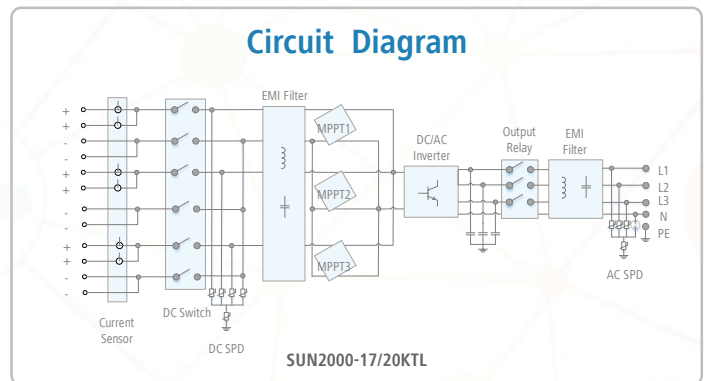 Circuit Diagram
EMI Filter
+
+
-
-
+
+
-
-
+
+
-
-
MPPT1
MPPT2
MPPT3
DC/AC
Inverter
Output
Relay
EMI
Filter
L1
L2
L3
N
PE
Current
Sensor
DC Switch
DC SPD
AC SPD
SUN2000-17/20KTL